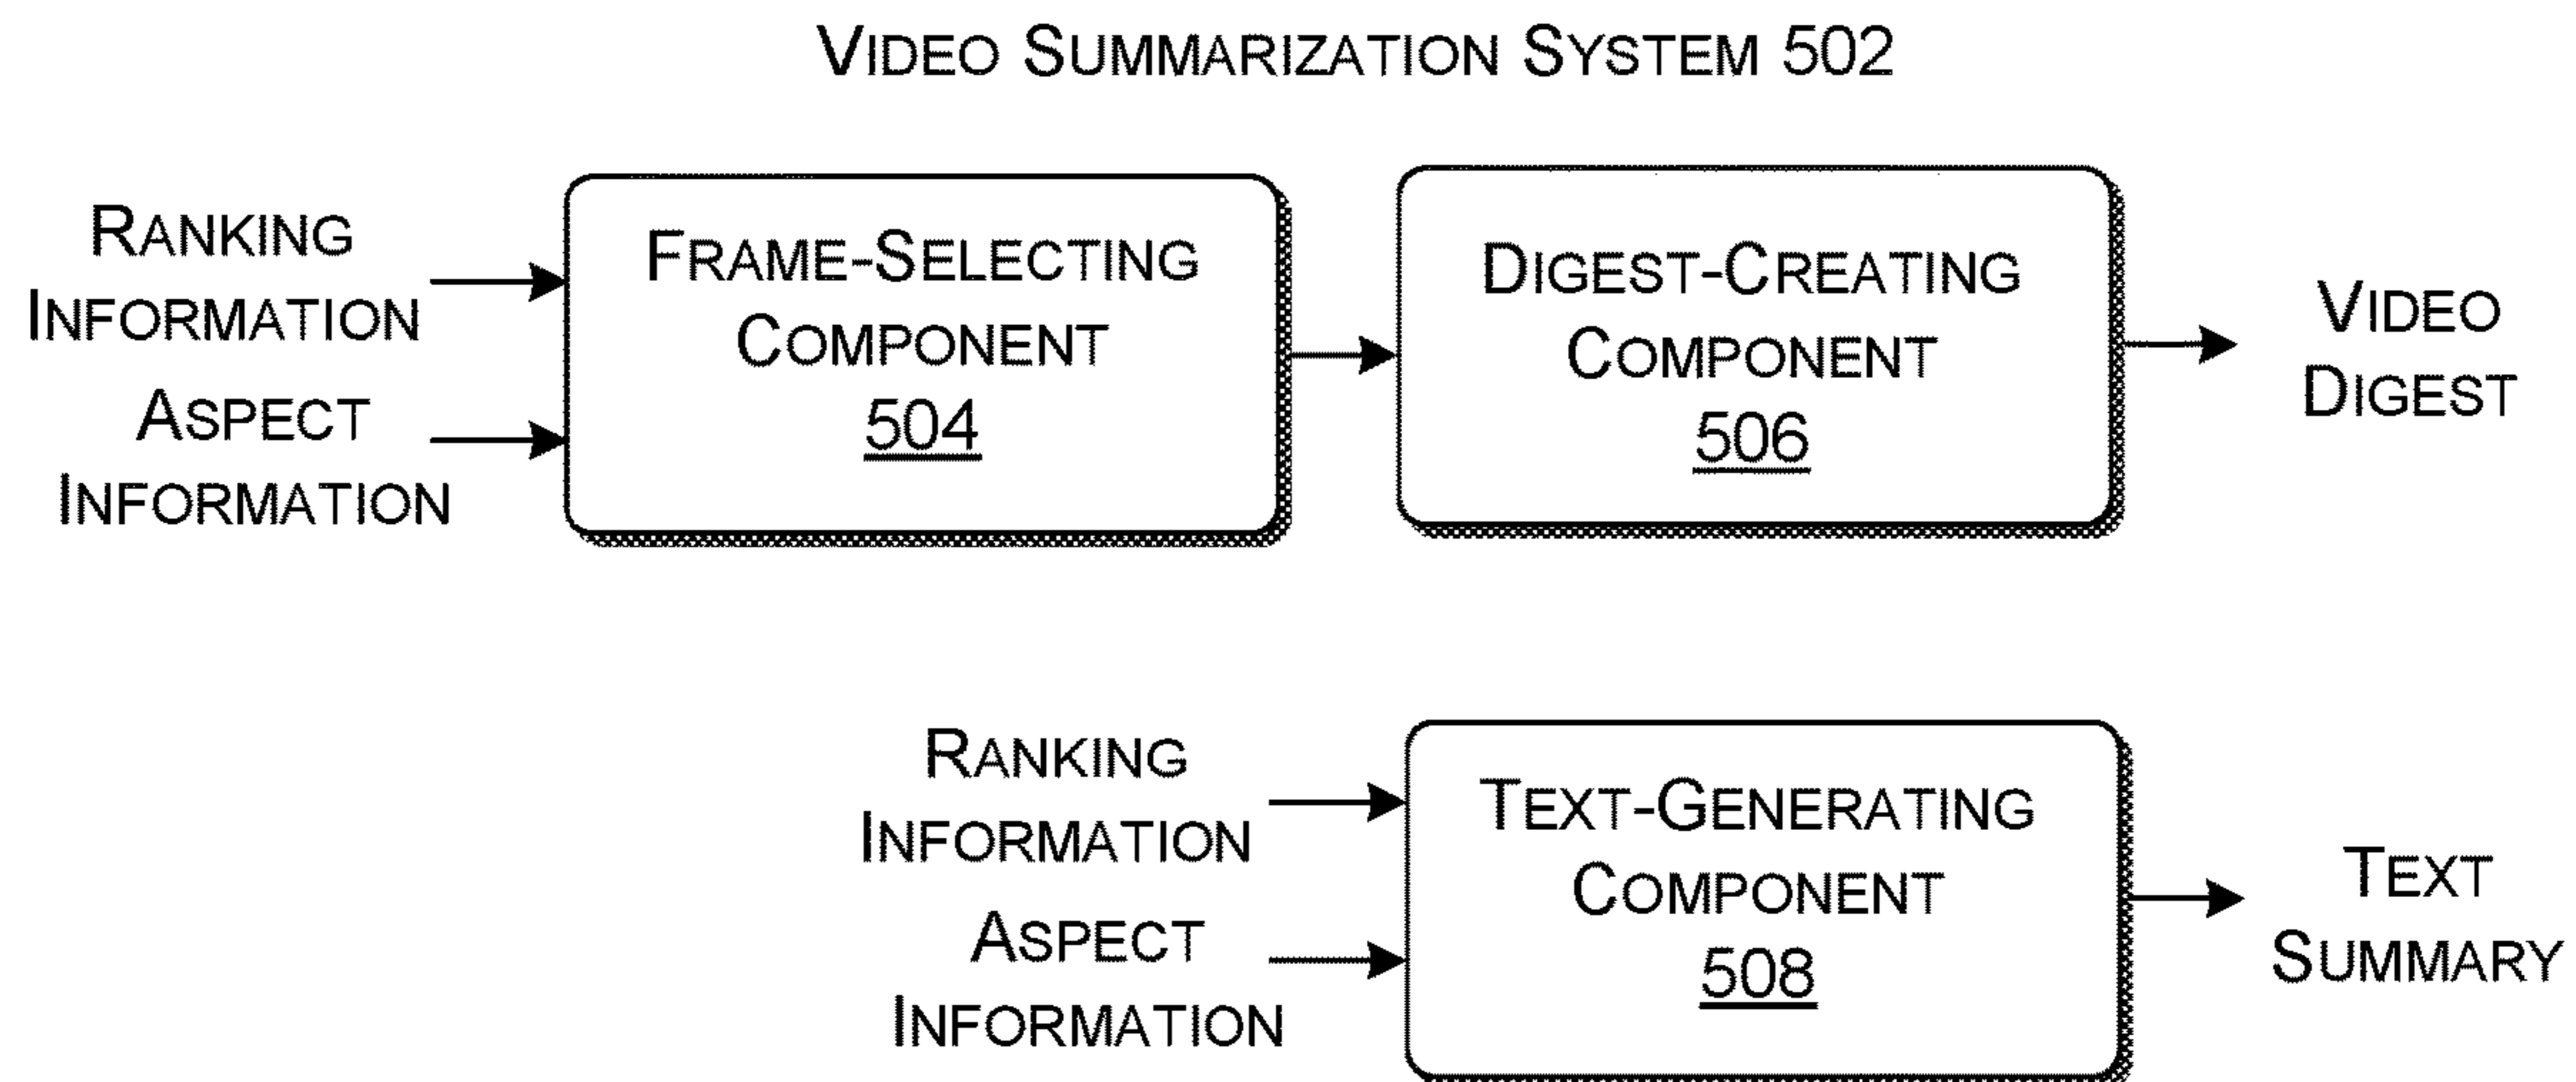 VIDEO SUMMARIZATION SYSTEM 502
RANKING
INFORMATION
ASPECT
INFORMATION
FRAME-SELECTING
COMPONENT
504
DIGEST-CREATING
COMPONENT
506
VIDEO
DIGEST
RANKING
INFORMATION
ASPECT
INFORMATION
TEXT-GENERATING
COMPONENT
508
TEXT
SUMMARY